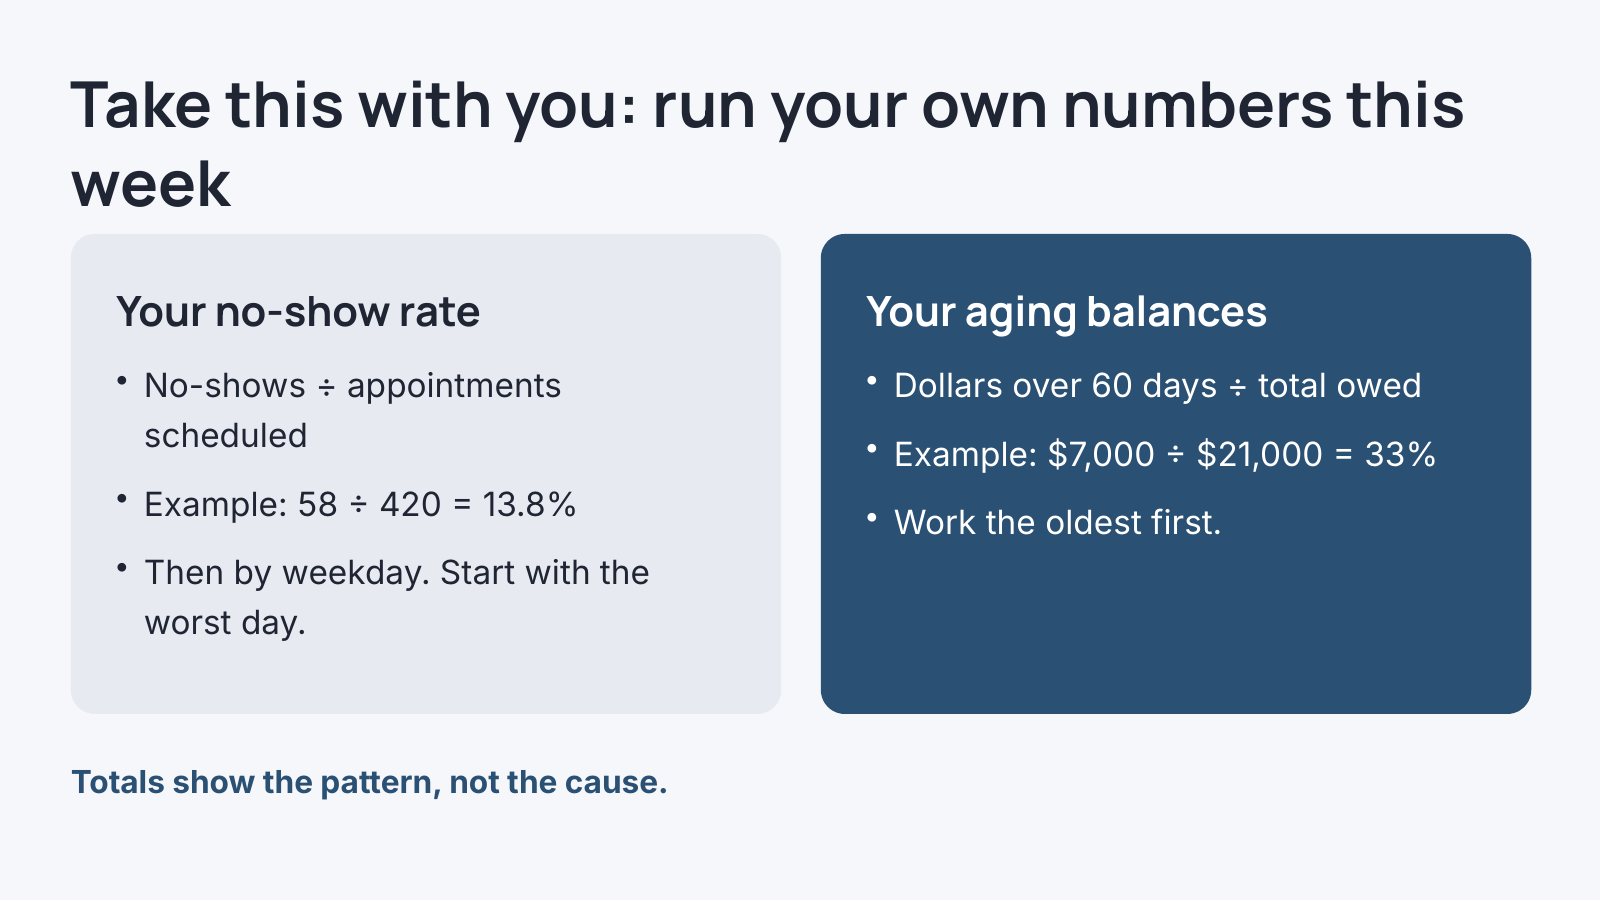 Take this with you: run your own numbers this
week
Your no-show rate
• No-shows ÷ appointments
scheduled
• Example: 58 ÷ 420 = 13.8%
• Then by weekday. Start with the
worst day.
Your aging balances
• Dollars over 60 days ÷ total owed
• Example: $7,000 ÷ $21,000 = 33%
• Work the oldest first.
Totals show the pattern, not the cause.